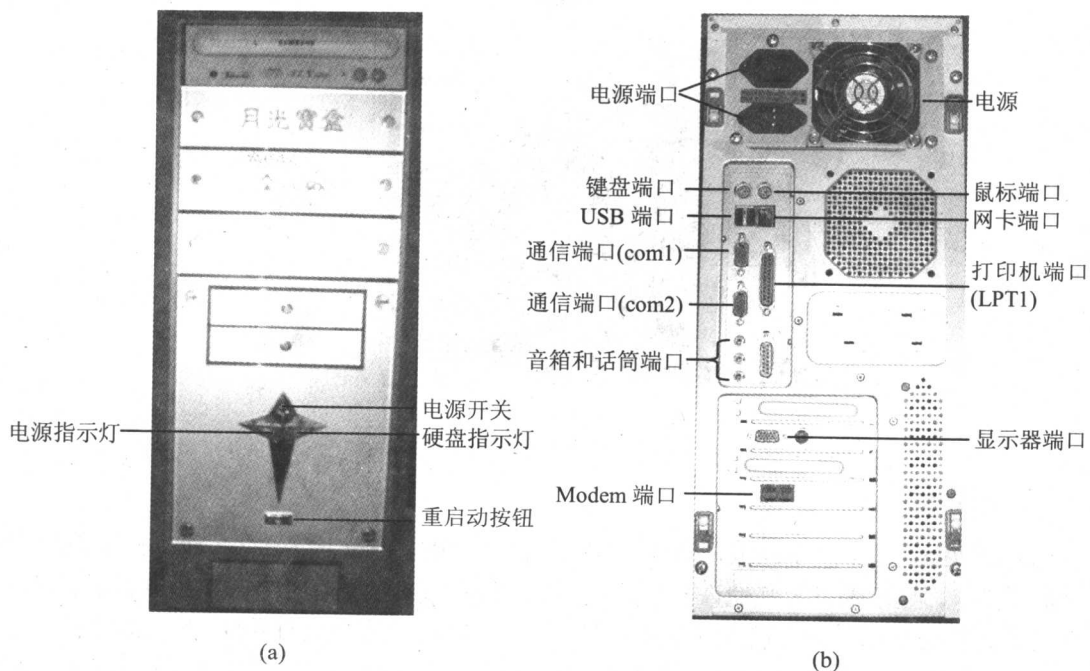 月光寶盒
电源开关
电源指示灯
硬盘指示灯
重启动按钮
(a)
电源端口
电源
键盘端口
鼠标端口
USB 端口
网卡端口
通信端口(com1)
打印机端口
(LPT1)
通信端口(com2)
音箱和话筒端口
显示器端口
Modem 端口
(b)